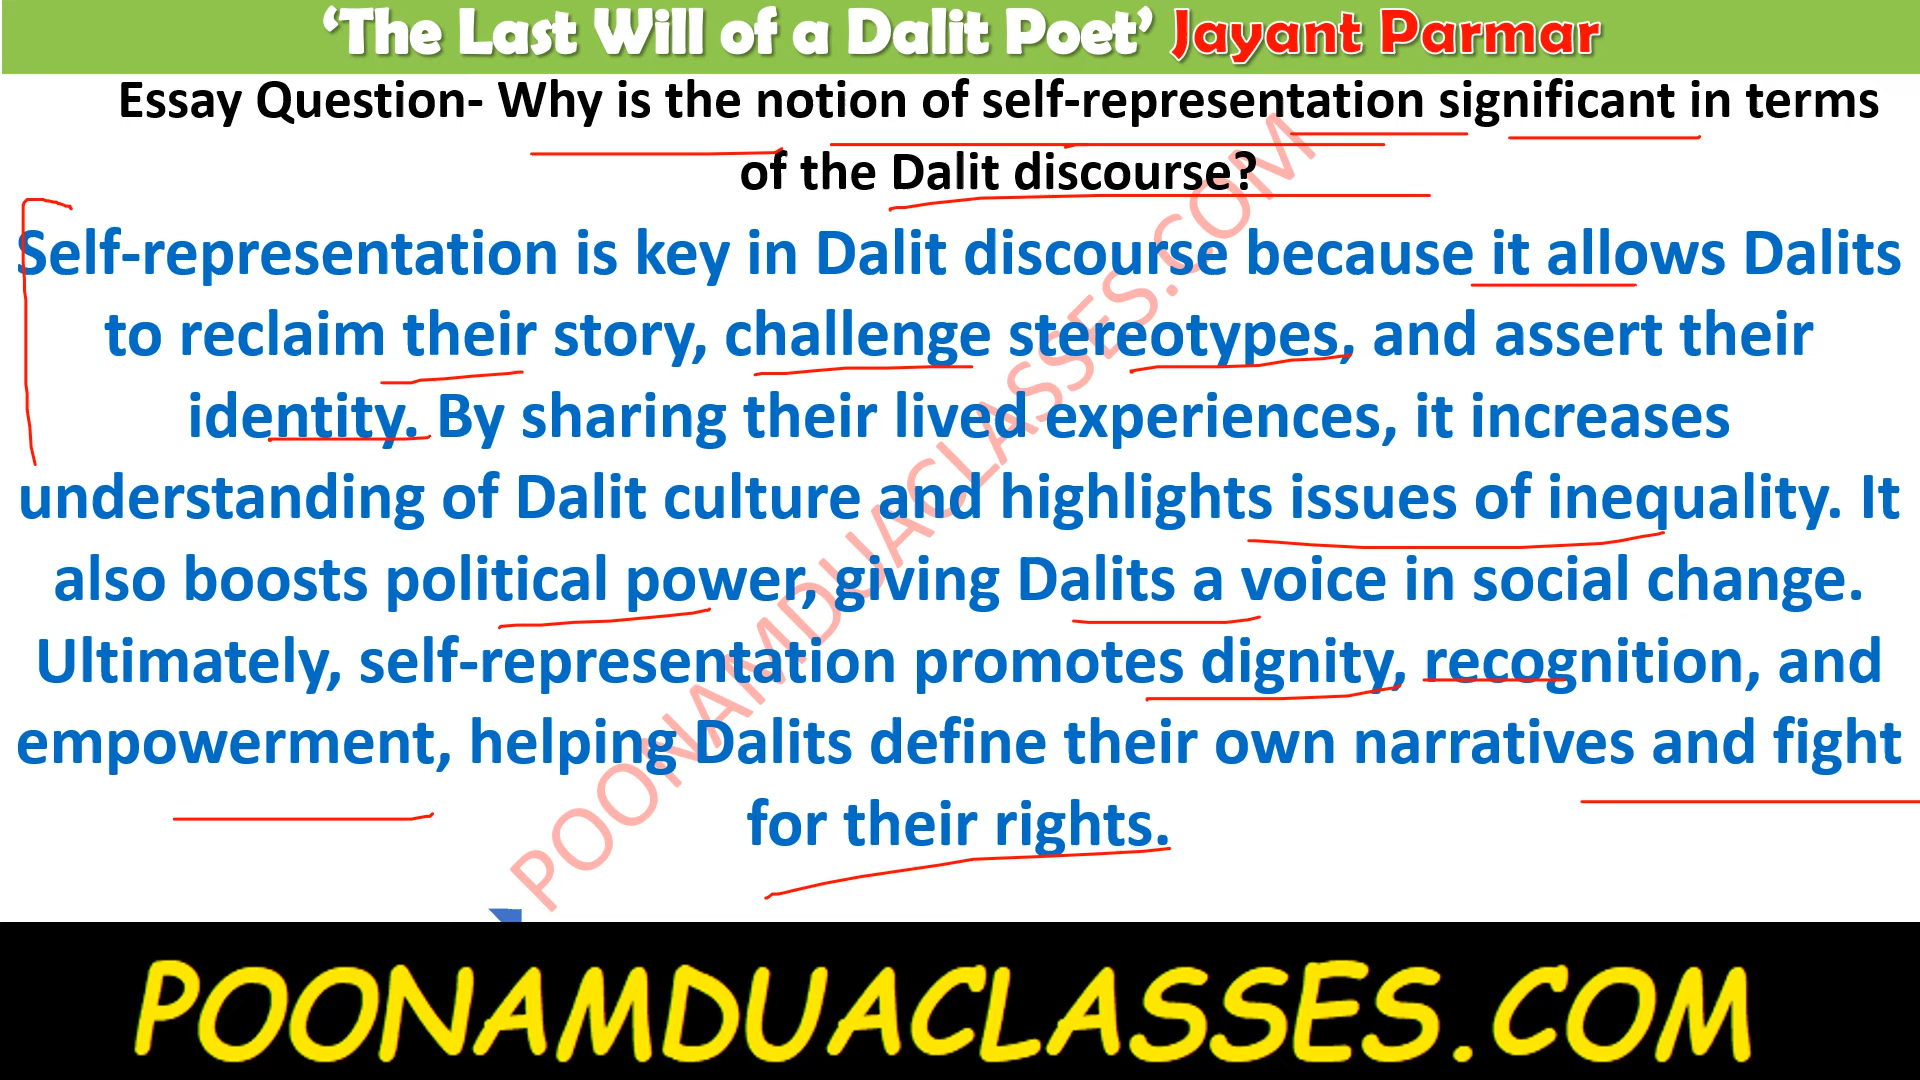 ‘The Last Will of a Dalit Poet’ Jayant Parmar
Essay Question- Why is the notion of self-representation significant in terms
of the Dalit discourse?
Self-representation is key in Dalit discourse because it allows Dalits
to reclaim their story, challenge stereotypes, and assert their
identity. By sharing their lived experiences, it increases
understanding of Dalit culture and highlights issues of inequality. It
also boosts political power, giving Dalits a voice in social change.
Ultimately, self-representation promotes dignity, recognition, and
empowerment, helping Dalits define their own narratives and fight
for their rights.
POONAMDUACLASSES.COM
POONAMDUACLASSES.COM